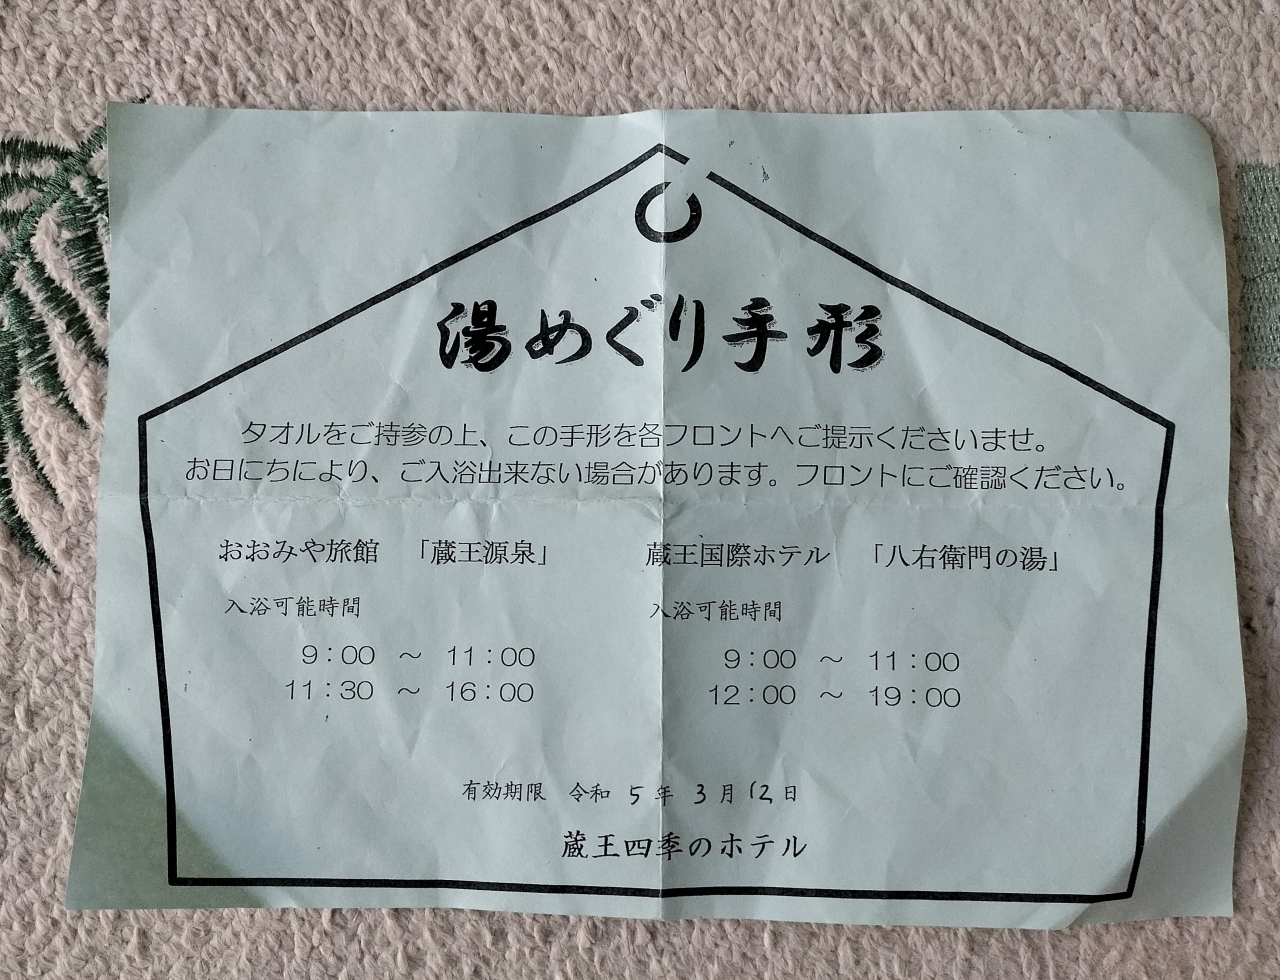 湯めぐり手形
タオルをご持参の上、この手形を各フロントへご提示くださいませ。
お日にちにより、ご入浴出来ない場合があります。フロントにご確認ください。
おおみや旅館 「蔵王源泉」
入浴可能時間
9：00 ～ 11：00
11：30 ～ 16：00
蔵王国際ホテル 「八右衛門の湯」
入浴可能時間
9：00 ～ 11：00
12：00 ～ 19：00
有効期限 令和 5 年 3 月 12 日
蔵王四季のホテル